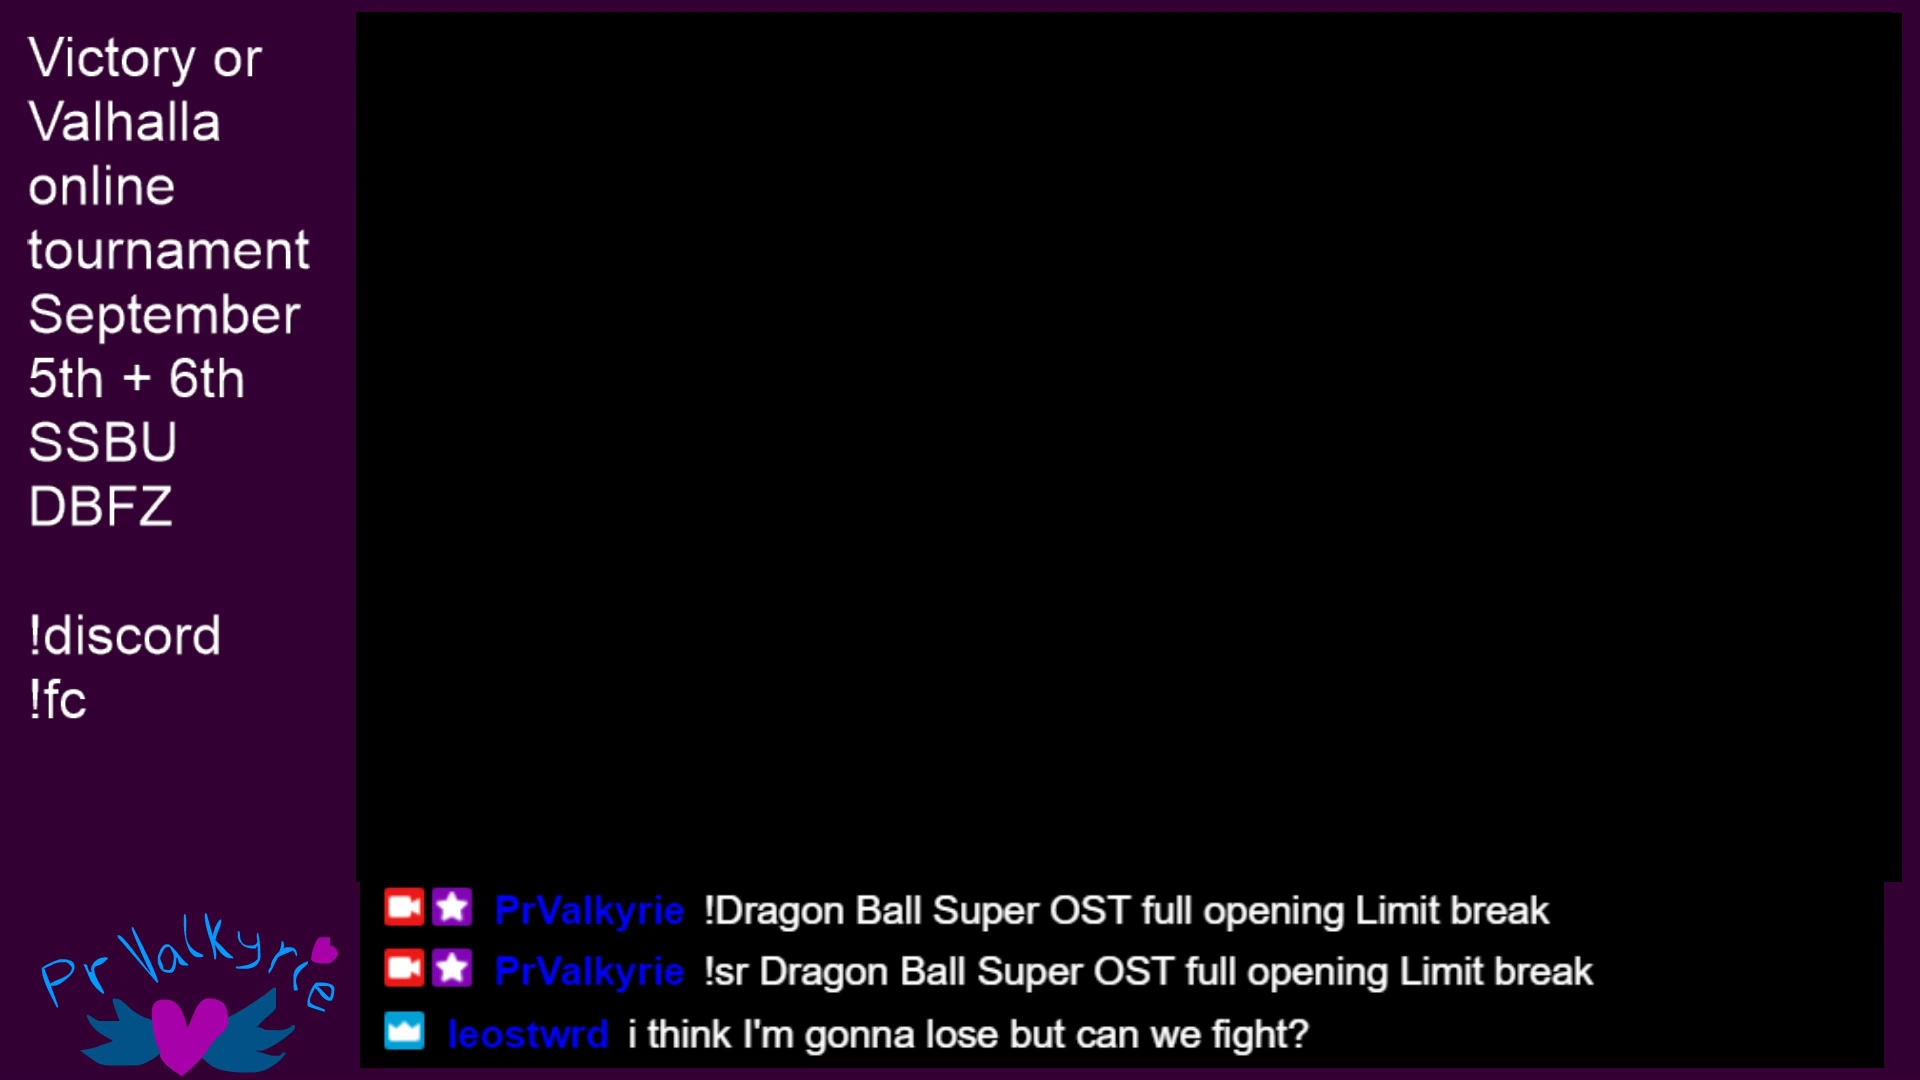 Victory or
Valhalla
online
tournament
September
5th + 6th
SSBU
DBFZ
!discord
!fc
PrValkyrie
PrValkyrie !Dragon Ball Super OST full opening Limit break
PrValkyrie !sr Dragon Ball Super OST full opening Limit break
leostwrd i think I'm gonna lose but can we fight?